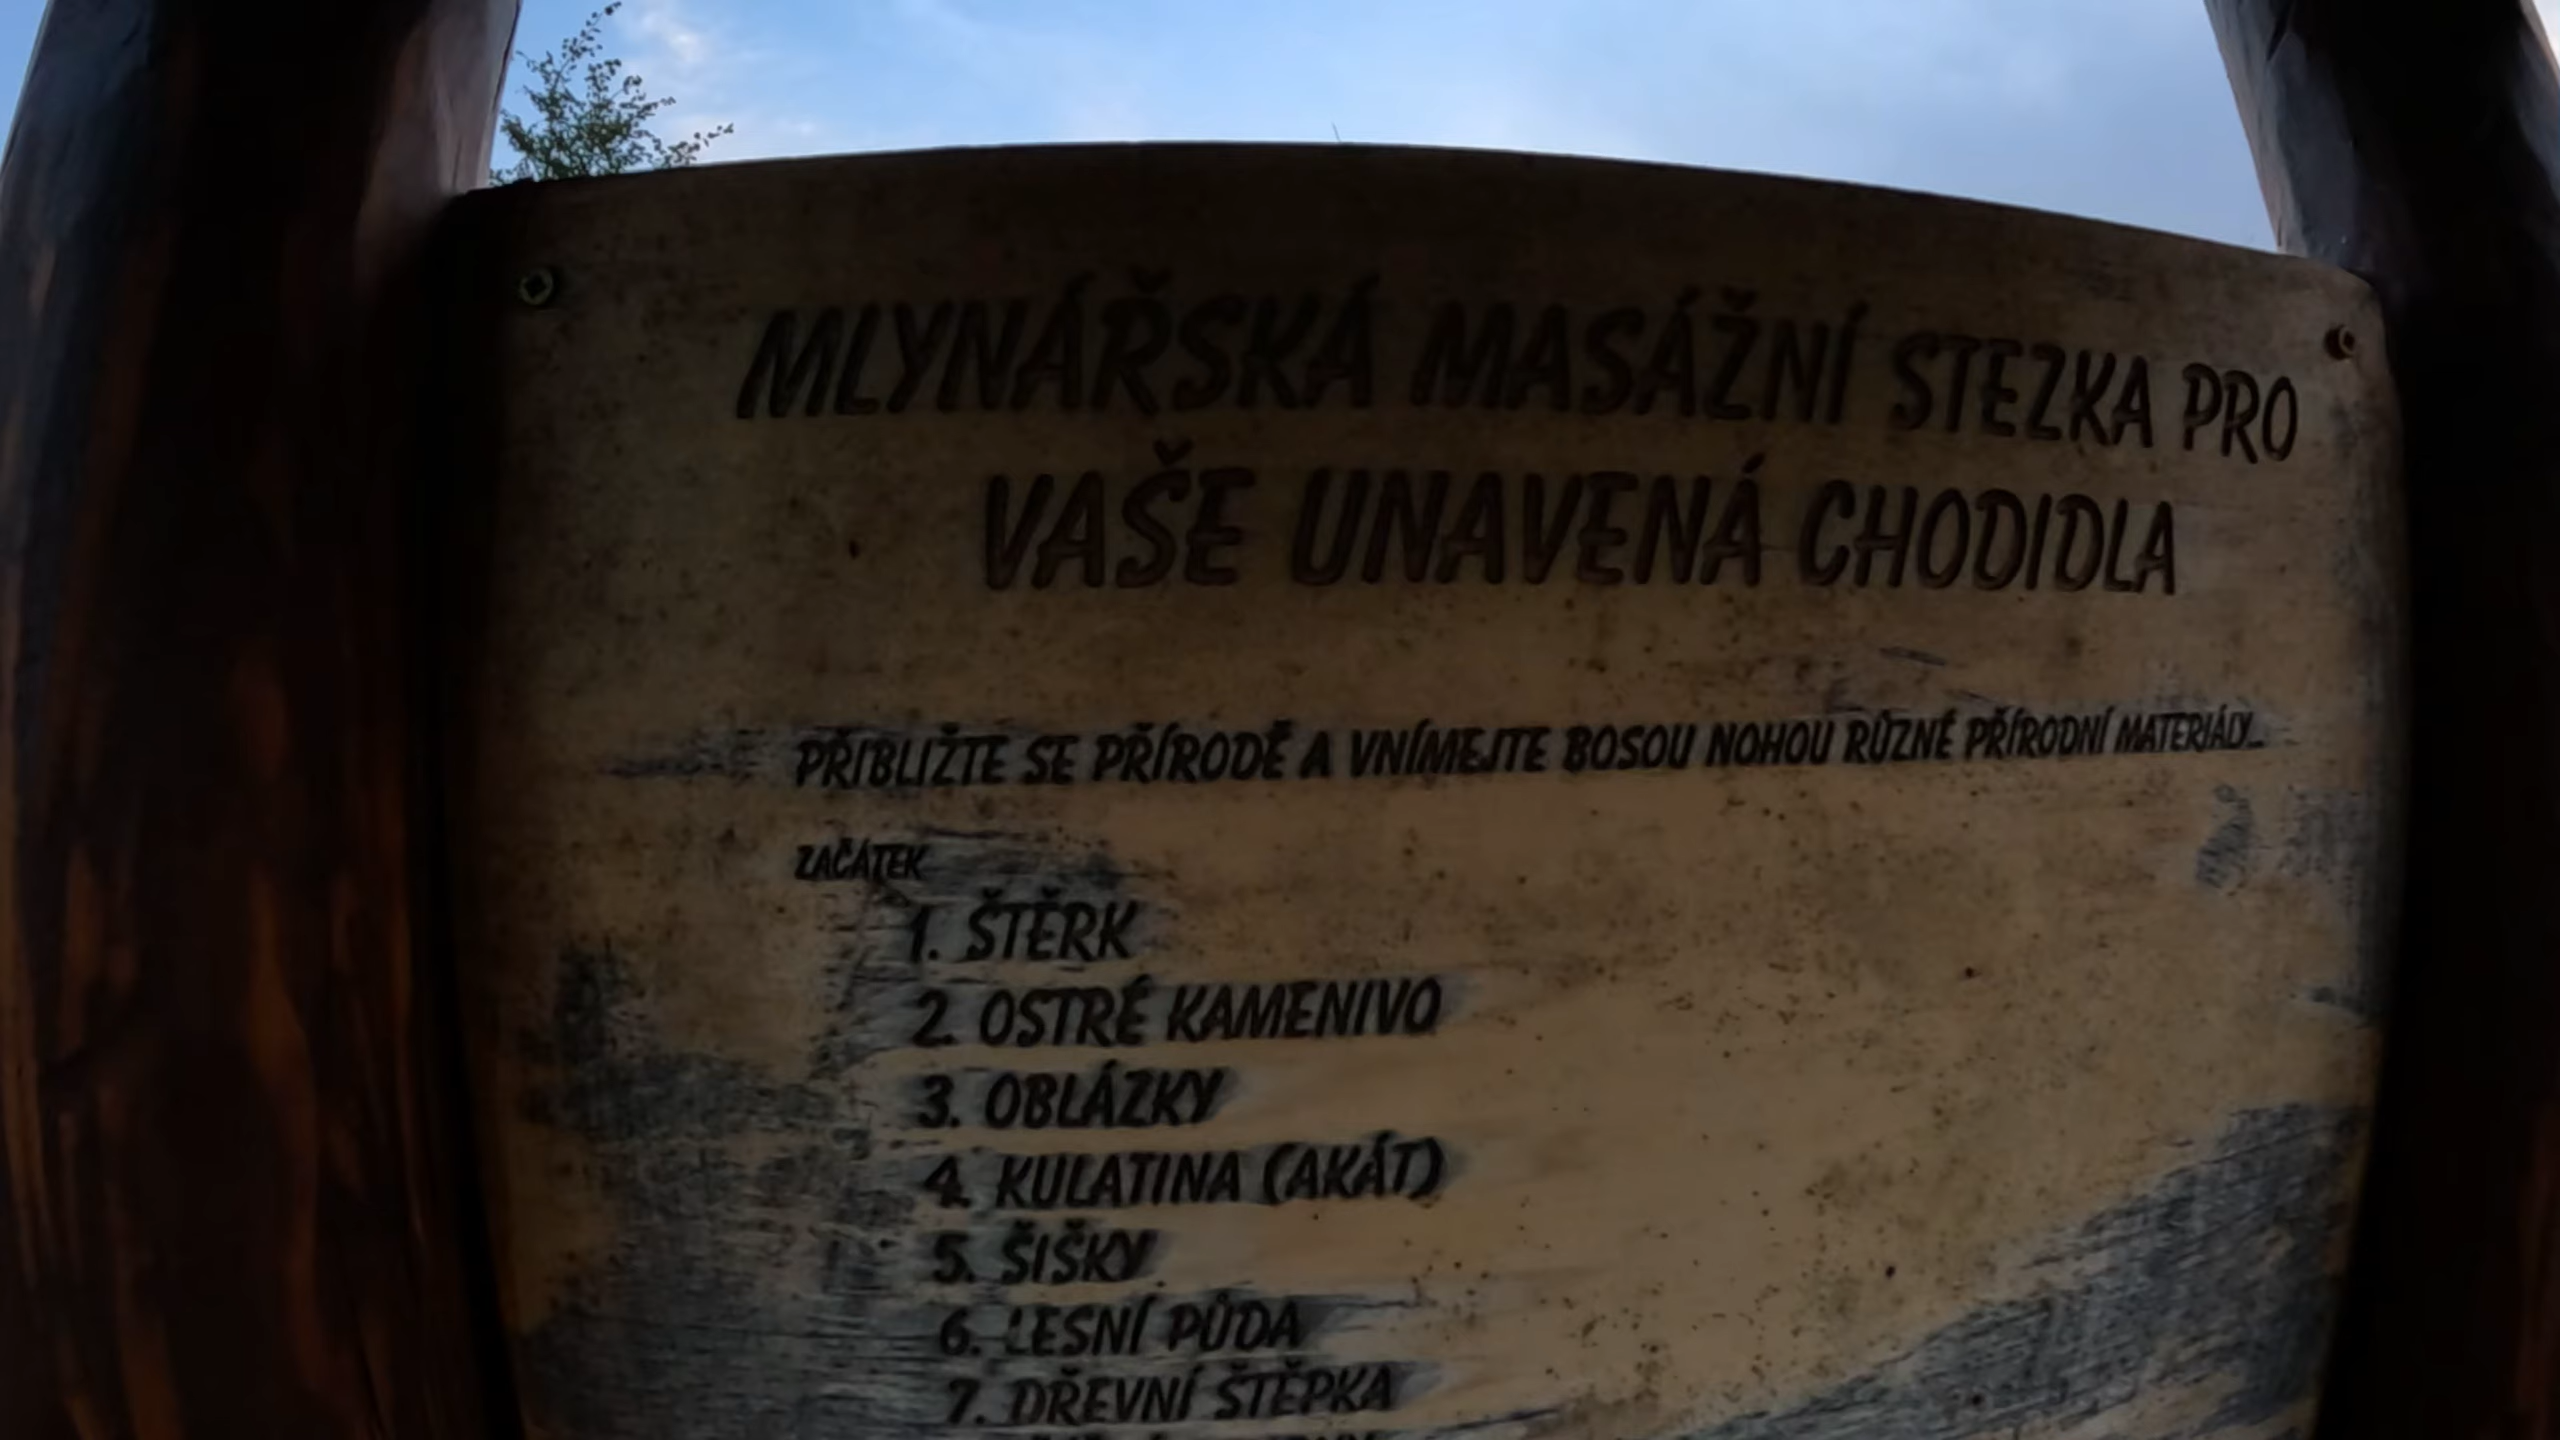 MLYNÁŘSKÁ MASÁŽNÍ STEZKA PRO
VAŠE UNAVENÁ CHODIDLA
PŘIBLIŽTE SE PŘÍRODĚ A VNÍMEJTE BOSOU NOHOU RŮZNÉ PŘÍRODNÍ MATERIÁLY...
ZAČÁTEK
1. ŠTĚRK
2. OSTRÉ KAMENIVO
3. OBLÁZKY
4. KULATINA (AKÁT)
5. ŠIŠKY
6. LESNÍ PŮDA
7. DŘEVNÍ ŠTĚPKA